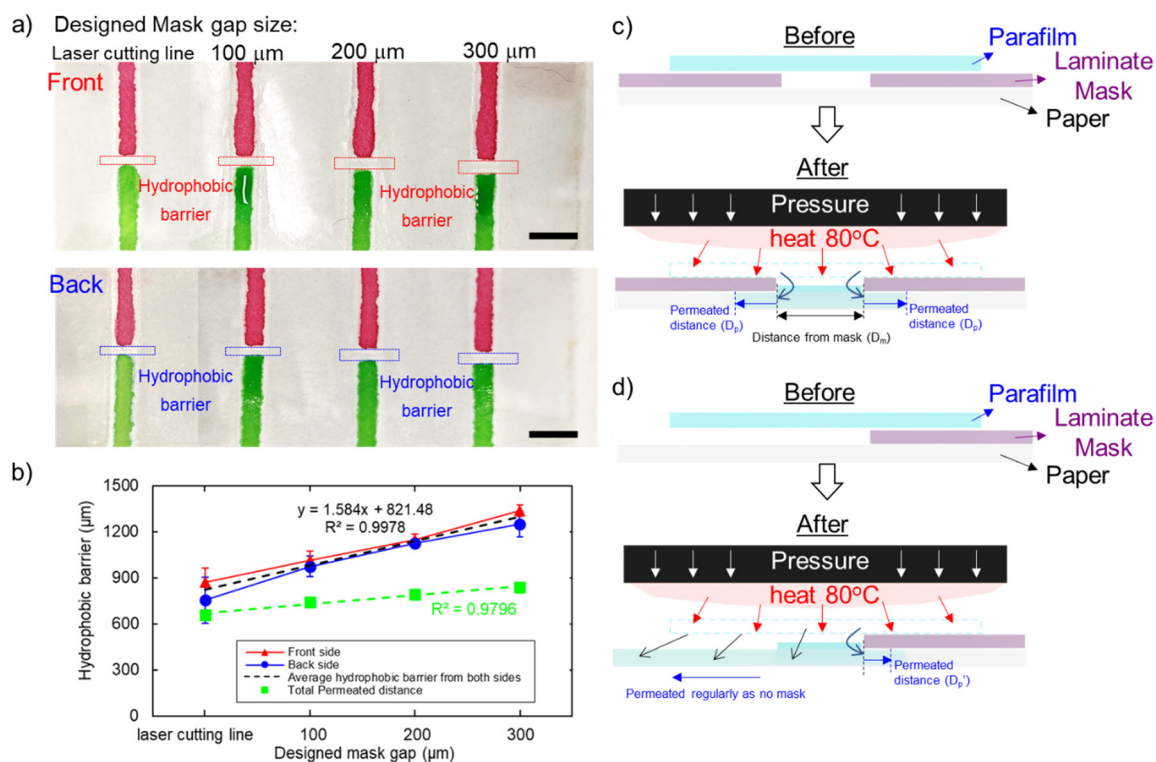 a)
Designed Mask gap size:
Laser cutting line 100 μm 200 μm 300 μm
Front
Hydrophobic barrier
Hydrophobic barrier
Back
Hydrophobic barrier
Hydrophobic barrier
b)
Hydrophobic barrier (μm)
1500
1200
900
600
300
0
y = 1.584x + 821.48
R² = 0.9978
R² = 0.9796
Front side
Back side
Average hydrophobic barrier from both sides
Total Permeated distance
laser cutting line 100 200 300
Designed mask gap (μm)
c)
Before
Parafilm
Laminate
Mask
Paper
After
Pressure
heat 80°C
Permeated
distance (Dp)
Permeated
distance (Dp)
Distance from mask (Dm)
d)
Before
Parafilm
Laminate
Mask
Paper
After
Pressure
heat 80°C
Permeated
distance (Dp')
Permeated regularly as no mask